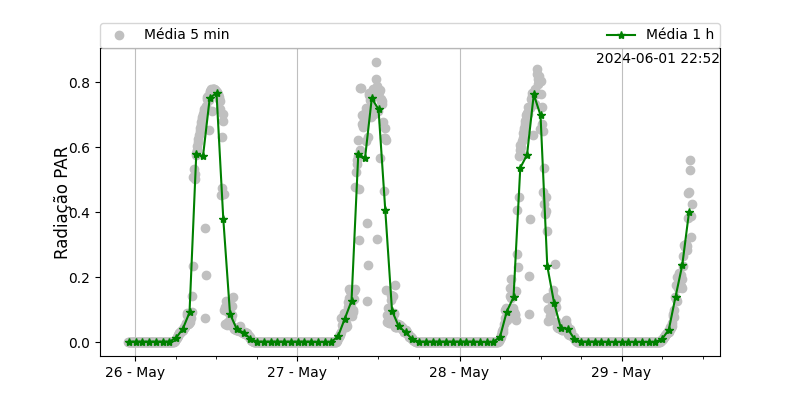 Média 5 min
Média 1 h
2024-06-01 22:52
Radiação PAR
0.8
0.6
0.4
0.2
0.0
26 - May
27 - May
28 - May
29 - May